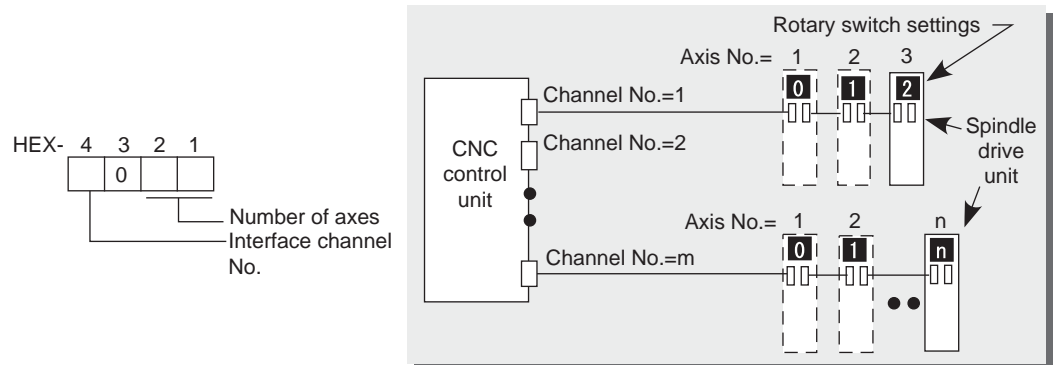 HEX- 4 3 2 1
0
Number of axes
Interface channel
No.
Rotary switch settings
Axis No.= 1 2 3
0 1 2
Channel No.=1
Channel No.=2
CNC
control
unit
Spindle
drive
unit
Axis No.= 1 2 n
0 1 n
Channel No.=m